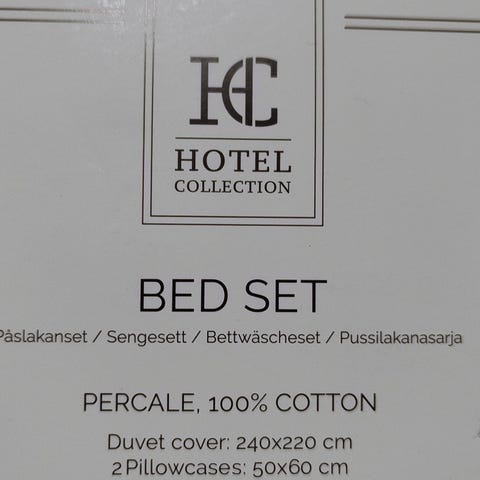 HC
HOTEL
COLLECTION
BED SET
Påslakanset / Sengesett / Bettwäscheset / Pussilakanasarja
PERCALE, 100% COTTON
Duvet cover: 240x220 cm
2 Pillowcases: 50x60 cm